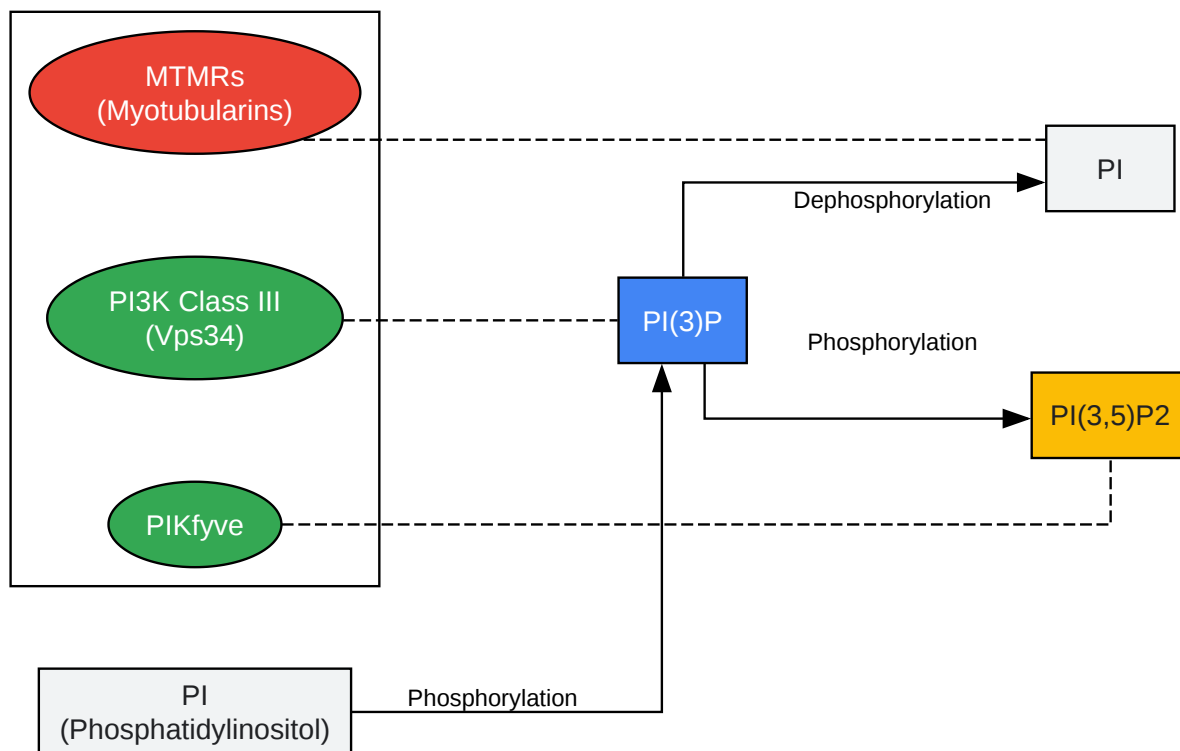 MTMRs
(Myotubularins)
PI
Dephosphorylation
PI3K Class III
(Vps34)
PI(3)P
Phosphorylation
PI(3,5)P2
PIKfyve
PI
(Phosphatidylinositol)
Phosphorylation